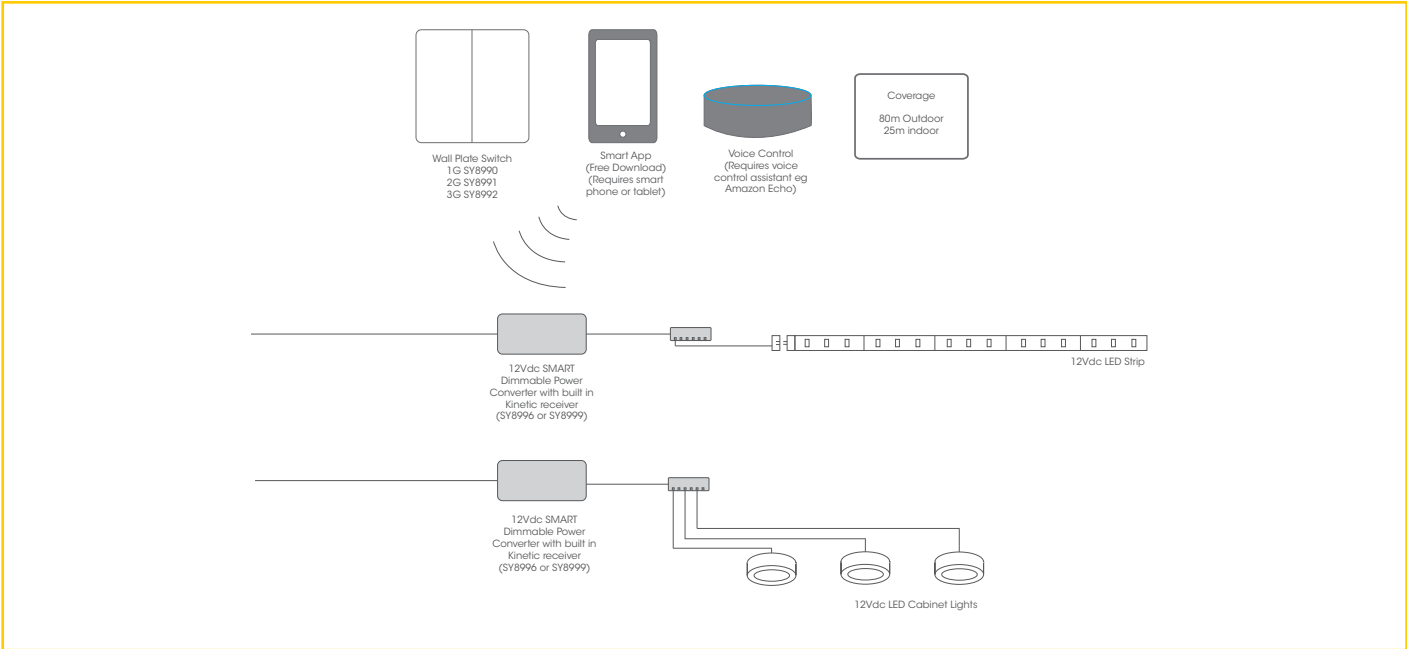 Wall Plate Switch
1G SY8990
2G SY8991
3G SY8992
Smart App
(Free Download)
(Requires smart
phone or tablet)
Voice Control
(Requires voice
control assistant eg
Amazon Echo)
Coverage
80m Outdoor
25m indoor
12Vdc SMART
Dimmable Power
Converter with built in
Kinetic receiver
(SY8996 or SY8999)
12Vdc LED Strip
12Vdc SMART
Dimmable Power
Converter with built in
Kinetic receiver
(SY8996 or SY8999)
12Vdc LED Cabinet Lights